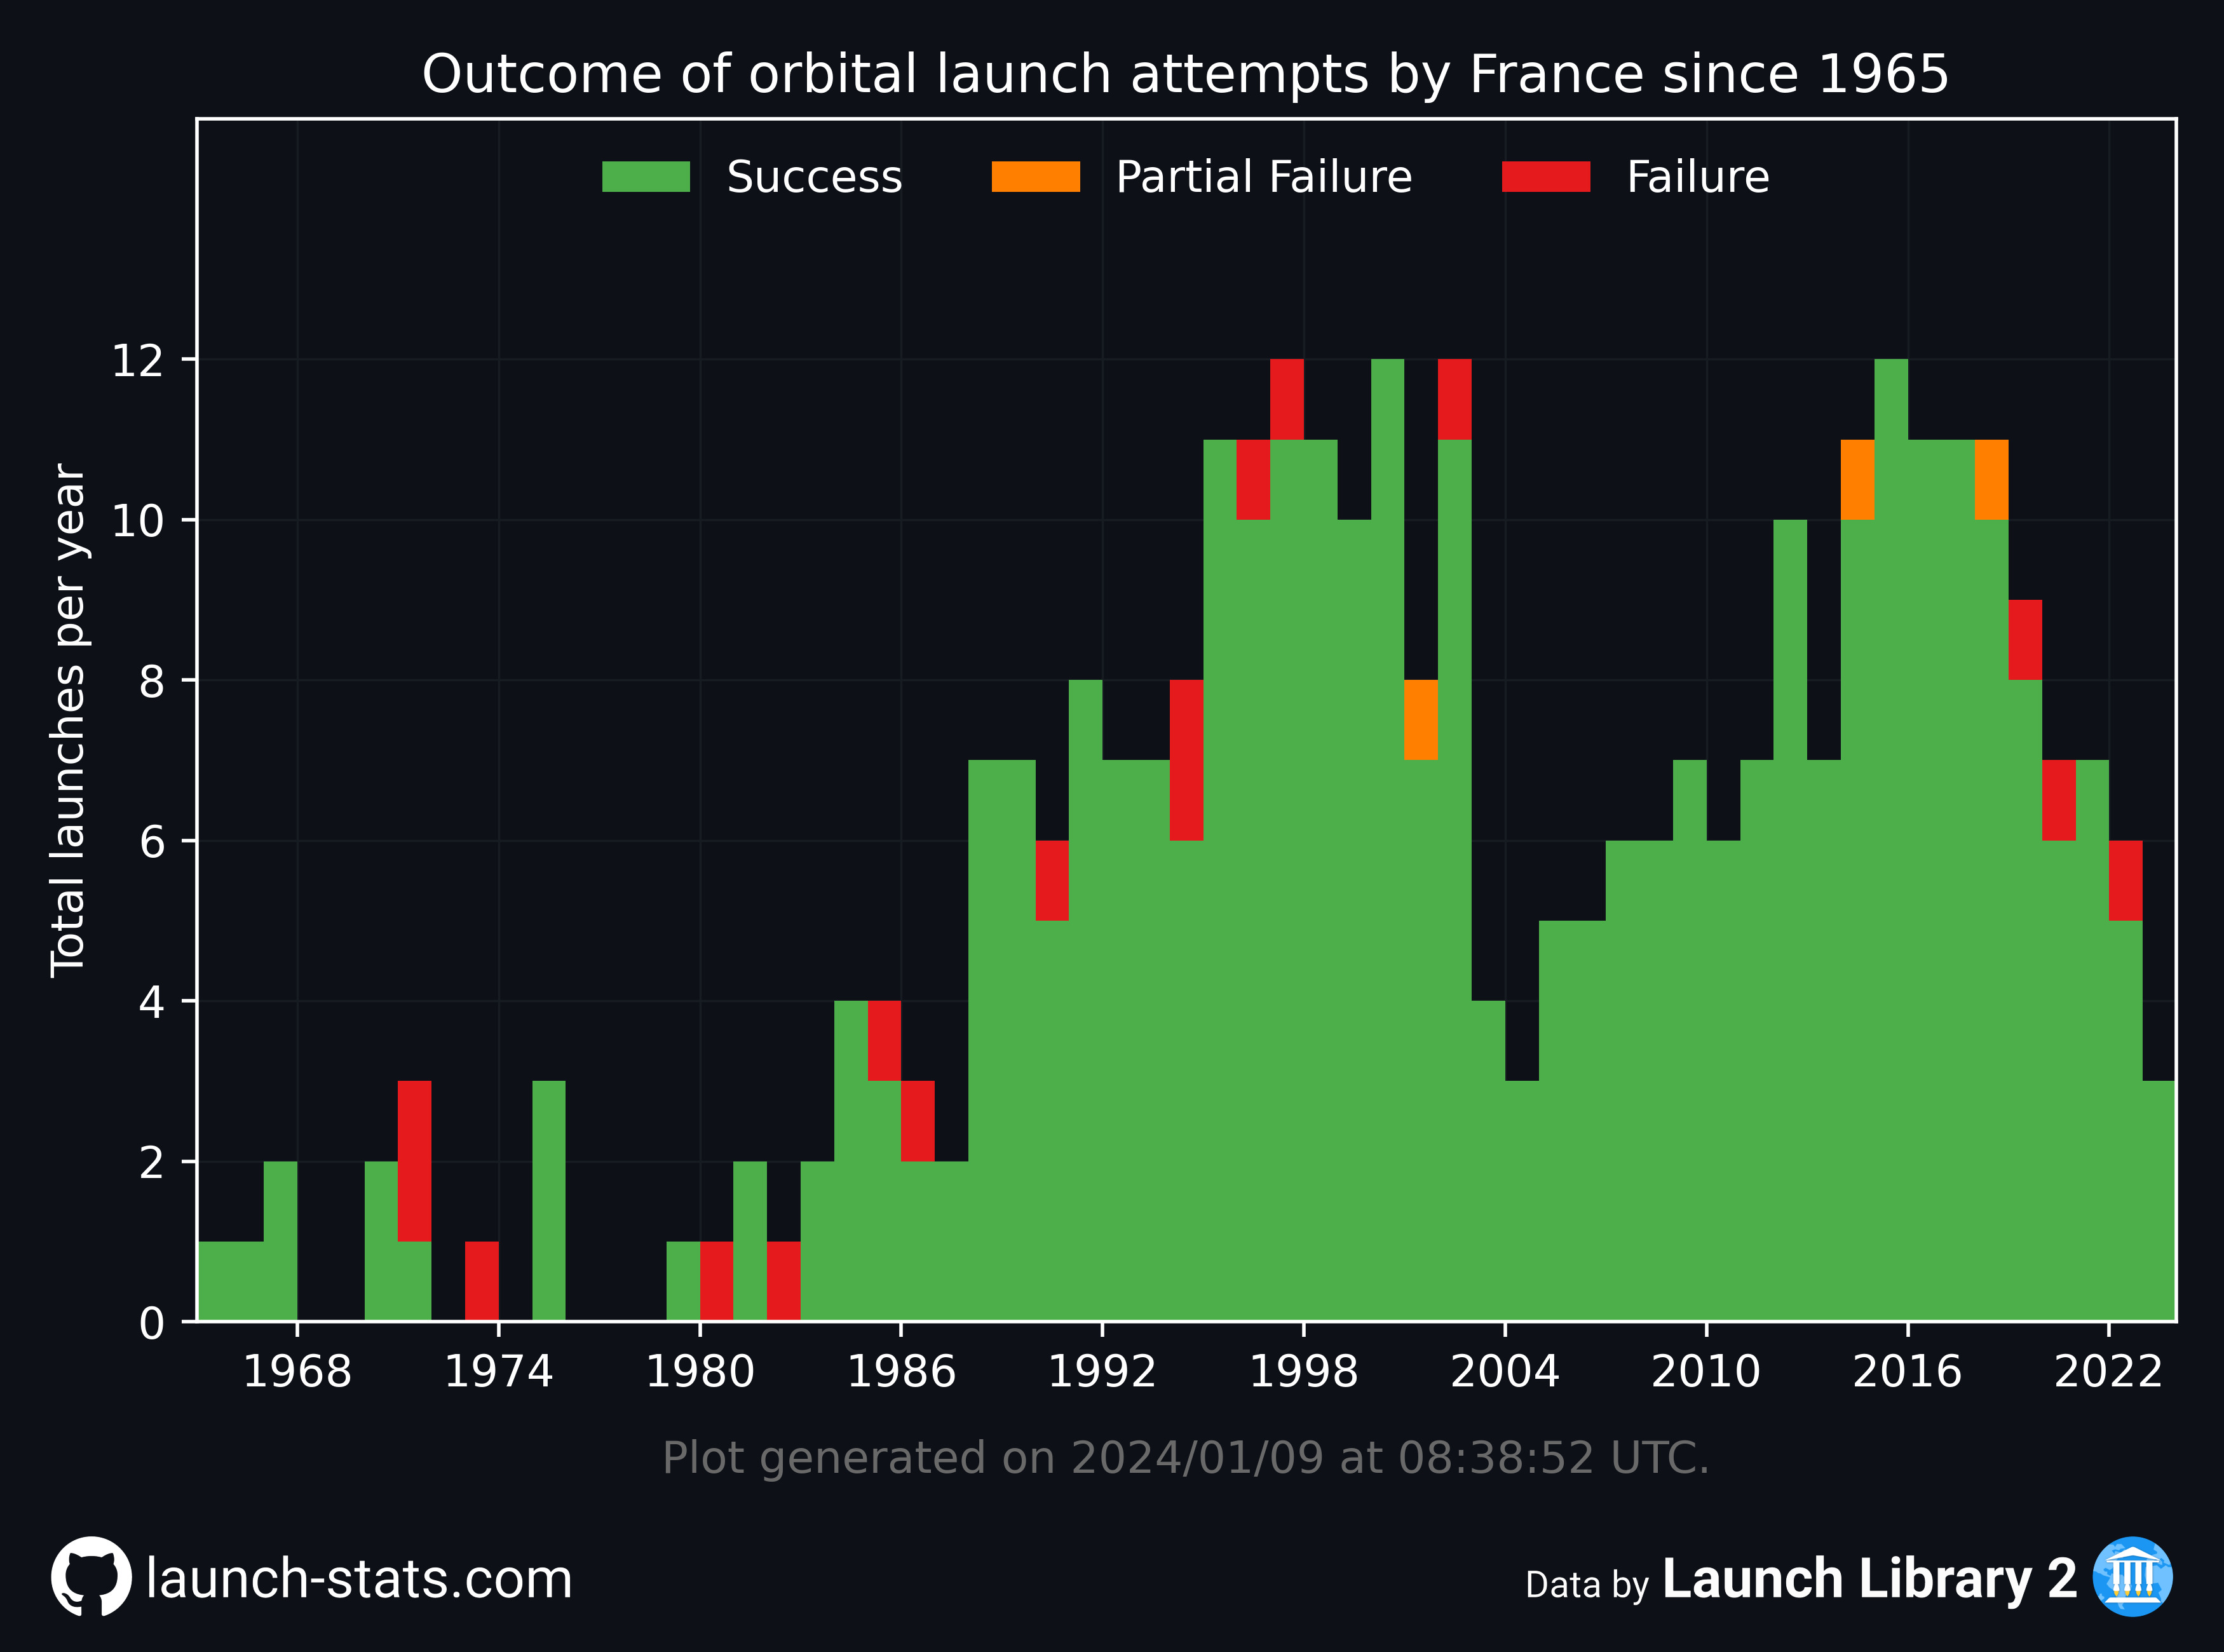 Outcome of orbital launch attempts by France since 1965
Success Partial Failure Failure
Total launches per year
12
10
8
6
4
2
0
1968 1974 1980 1986 1992 1998 2004 2010 2016 2022
Plot generated on 2024/01/09 at 08:38:52 UTC.
launch-stats.com
Data by Launch Library 2